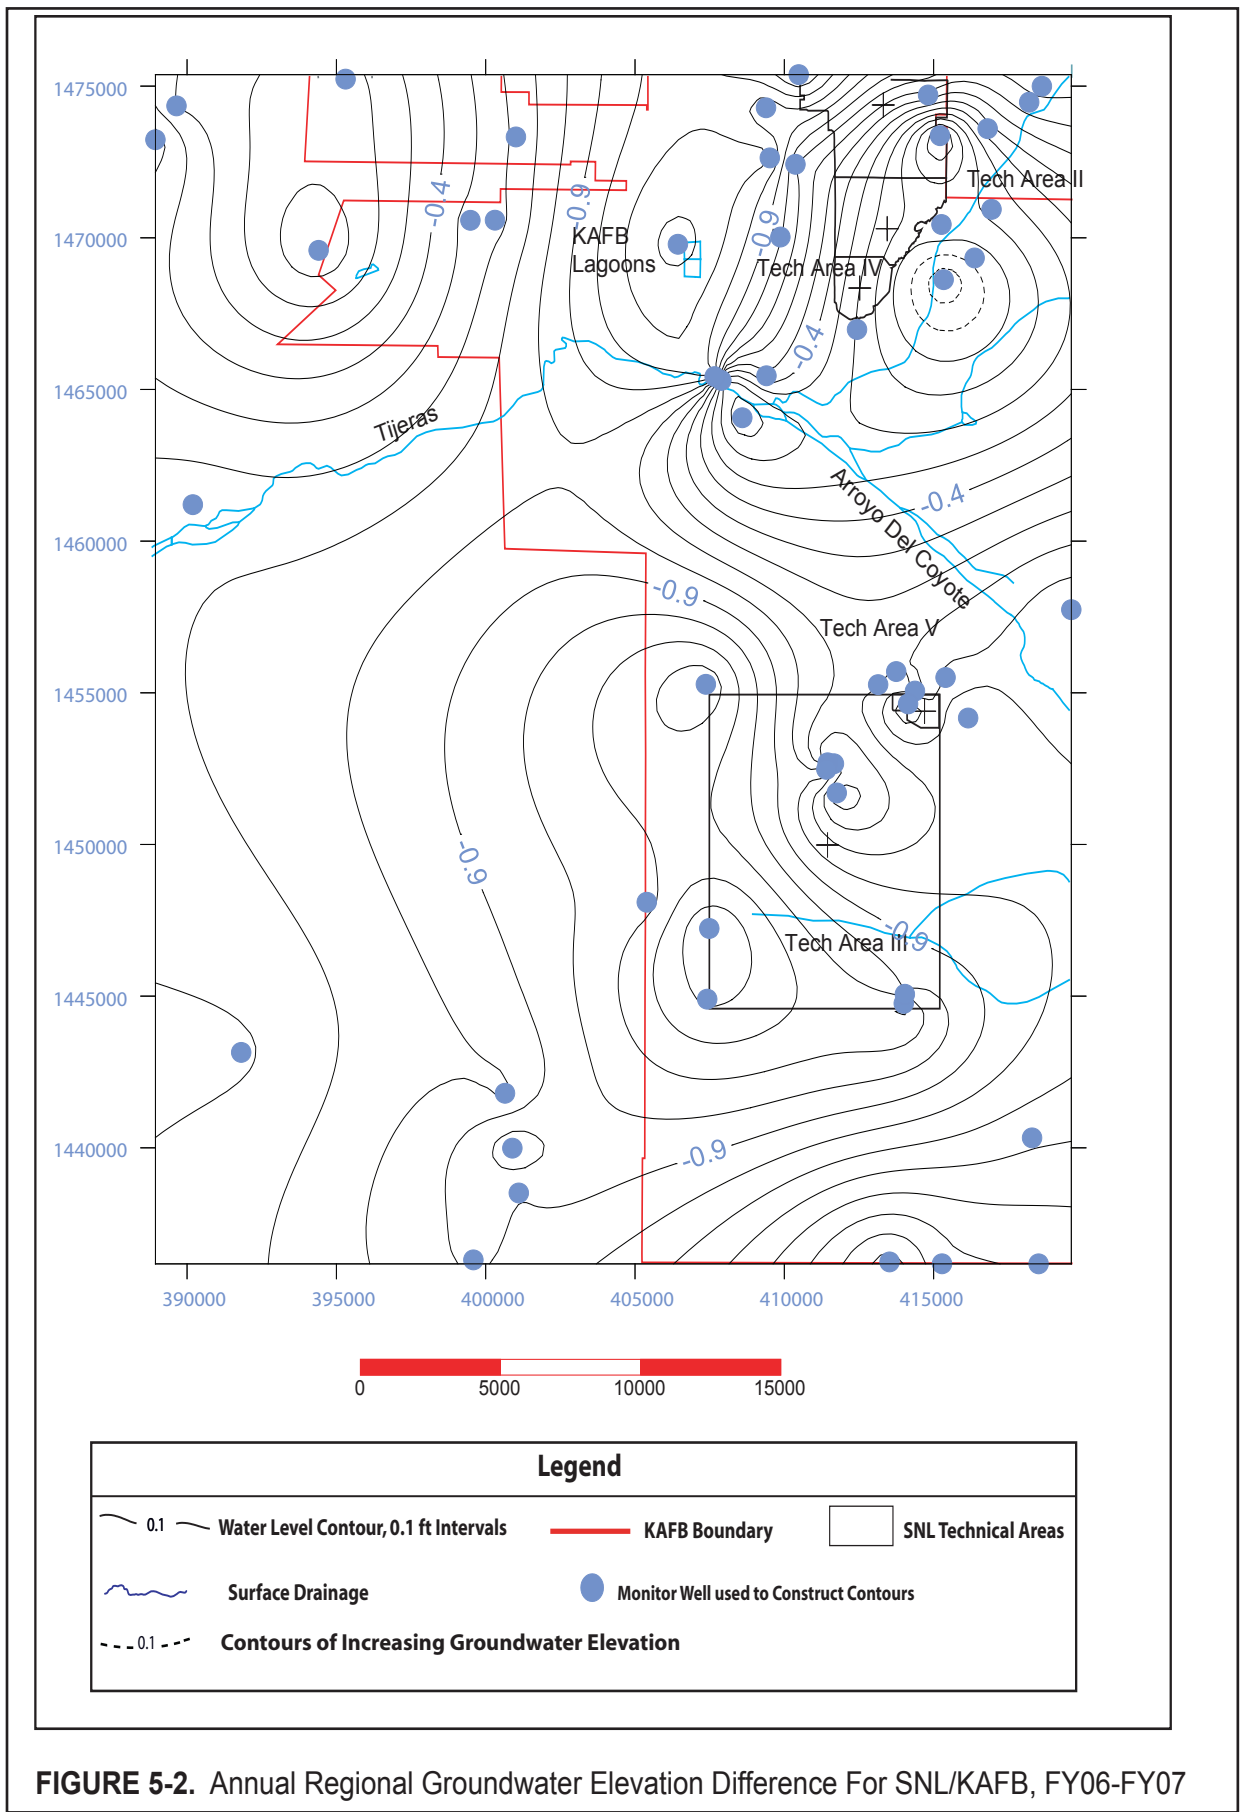 1475000
1470000
1465000
1460000
1455000
1450000
1445000
1440000
-0.4
-0.9
KAFB
Lagoons
-0.9
Tech Area II
Tech Area IV
-0.4
Tijeras
-0.4
Arroyo Del Coyote
-0.9
Tech Area V
-0.9
-0.9
Tech Area III
-0.9
390000
395000
400000
405000
410000
415000
0
5000
10000
15000
Legend
0.1
Water Level Contour, 0.1 ft Intervals
KAFB Boundary
SNL Technical Areas
Surface Drainage
Monitor Well used to Construct Contours
0.1
Contours of Increasing Groundwater Elevation
FIGURE 5-2. Annual Regional Groundwater Elevation Difference For SNL/KAFB, FY06-FY07